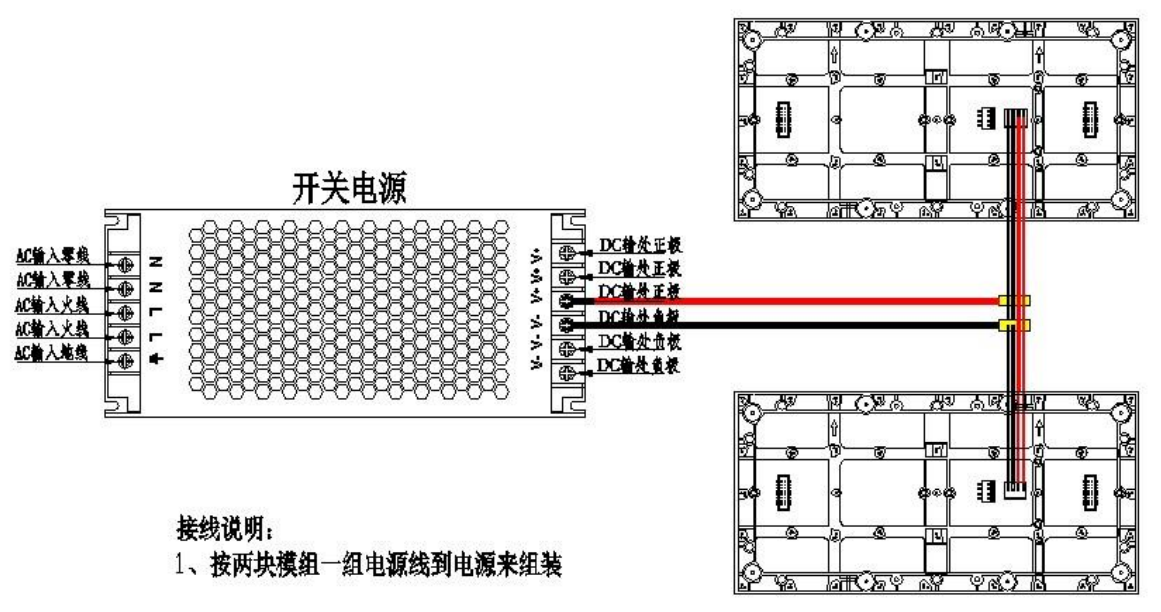 开关电源
AC输入零线
AC输入零线
AC输入火线
AC输入火线
AC输入地线
N
N
L
L
+V
+V
+V
-V
-V
-V
DC输处正极
DC输处正极
DC输处正极
DC输处负极
DC输处负极
DC输处负极
接线说明:
1、按两块模组一组电源线到电源来组装